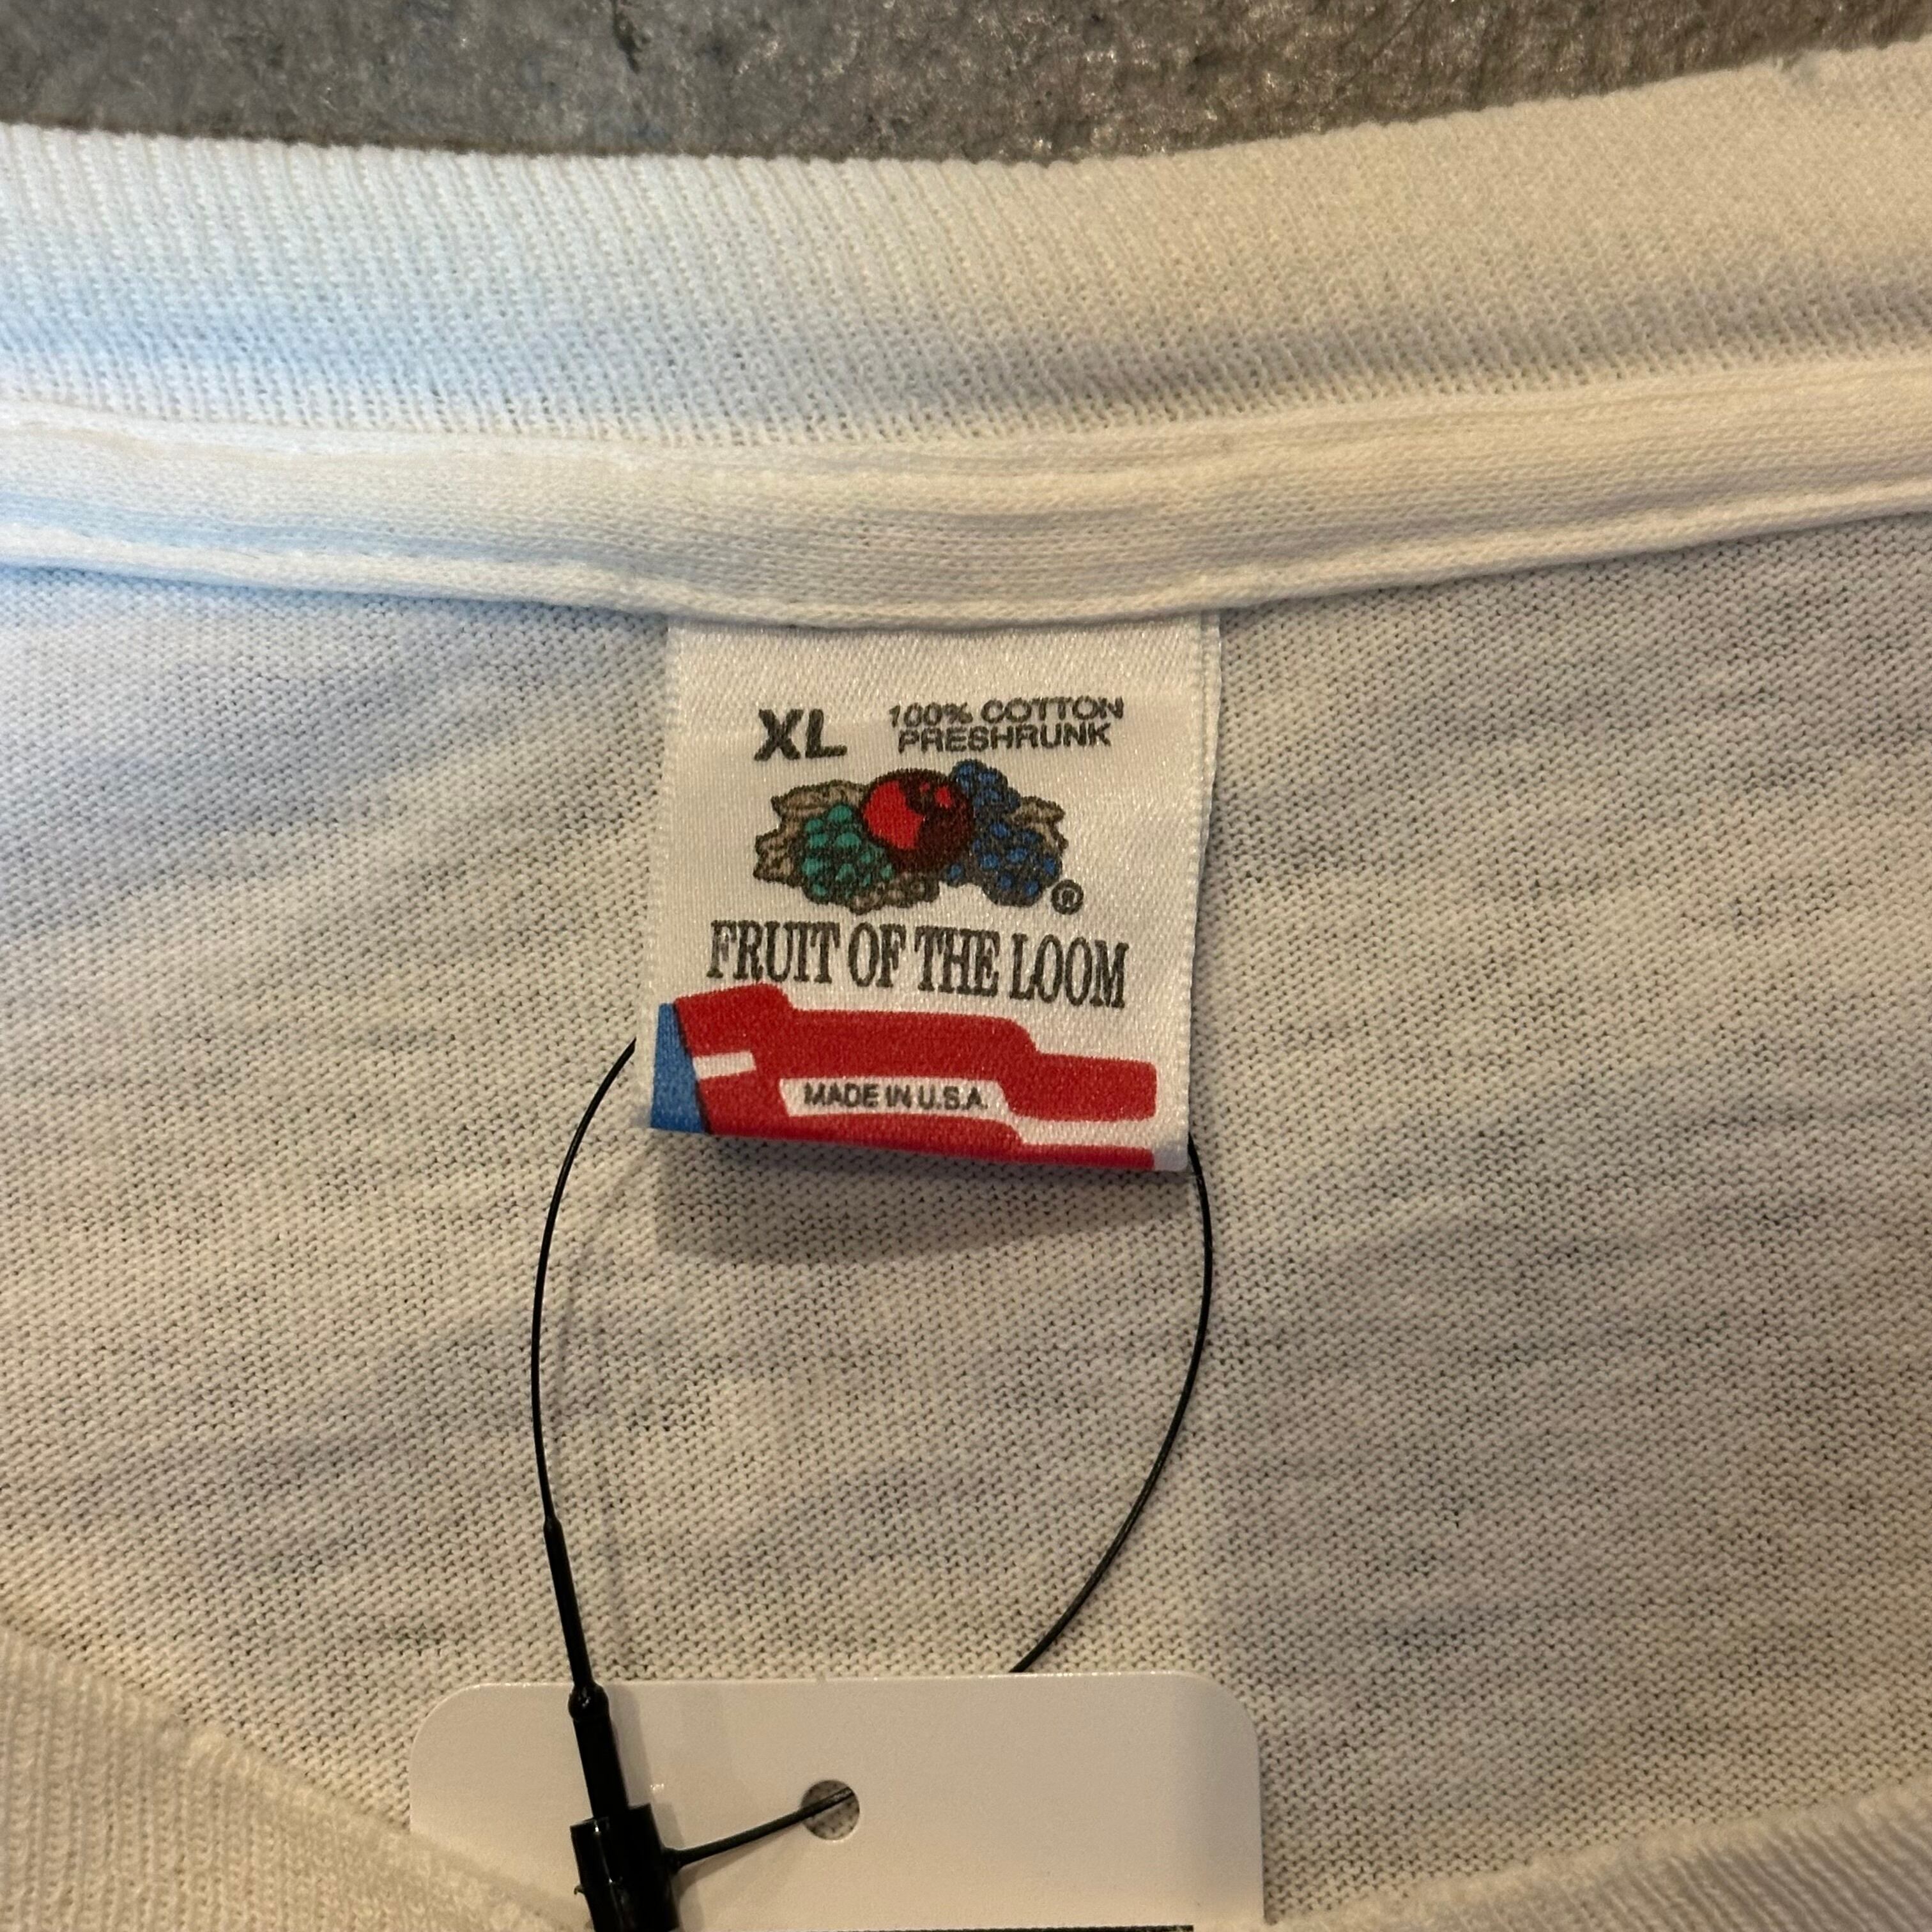 XL 100% COTTON
PRESHRUNK
®
FRUIT OF THE LOOM
MADE IN U.S.A.